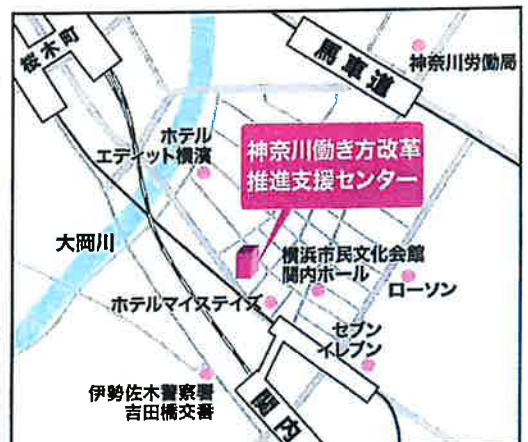 桜木町
馬車道
神奈川労働局
ホテル
エディット横濱
神奈川働き方改革
推進支援センター
大岡川
横浜市民文化会館
関内ホール
ローソン
ホテルマイステイズ
セブン
イレブン
伊勢佐木警察署
吉田橋交番
関内